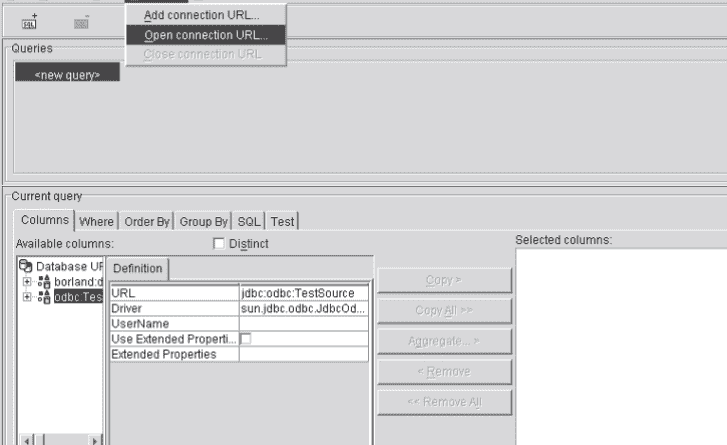 SQL
Add connection URL...
Open connection URL...
Close connection URL
Queries
<new query>
Current query
Columns Where Order By Group By SQL Test
Available columns: Distinct Selected columns:
Database UR
borland:d
odbc Tes
Definition
URL jdbc:odbc:TestSource
Driver sun.jdbc.odbc.JdbcOd...
UserName
Use Extended Properti...
Extended Properties
Copy >
Copy All >>
Aggregate... >
< Remove
<< Remove All